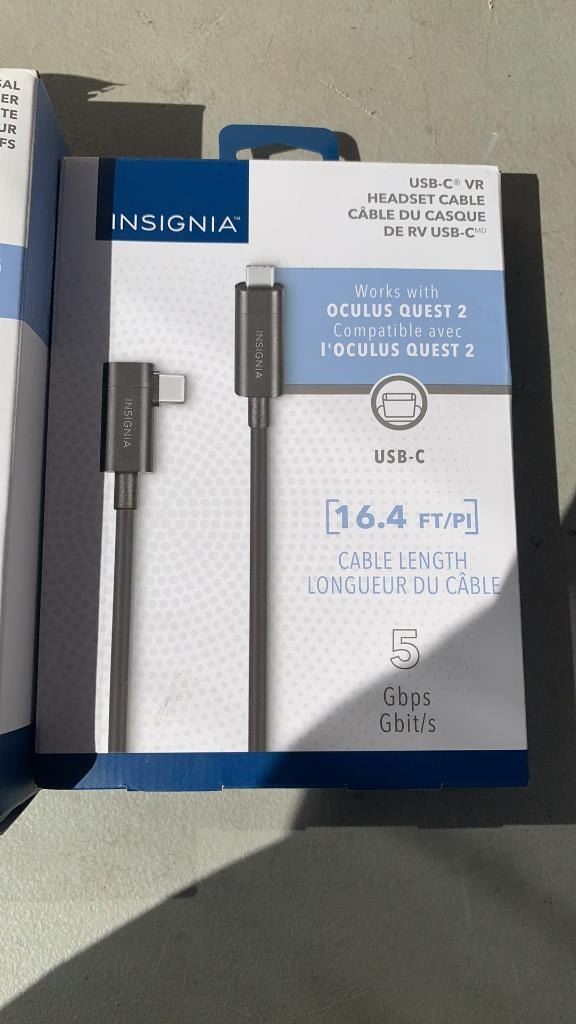 INSIGNIA™
USB-C® VR
HEADSET CABLE
CÂBLE DU CASQUE
DE RV USB-Cᴹᴰ
Works with
OCULUS QUEST 2
Compatible avec
l'OCULUS QUEST 2
INSIGNIA
INSIGNIA
USB-C
[16.4 FT/PI]
CABLE LENGTH
LONGUEUR DU CÂBLE
5
Gbps
Gbit/s